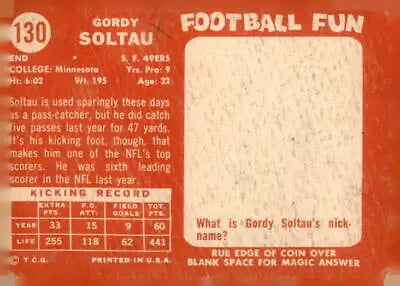 130
GORDY
SOLTAU
END S. F. 49ERS
COLLEGE: Minnesota Yrs. Pro: 9
Ht: 6:02 Wt. 195 Age: 32
Soltau is used sparingly these days
as a pass-catcher, but he did catch
five passes last year for 47 yards.
It's his kicking foot, though. that
makes him one of the NFL's top
scorers. He was sixth leading
scorer in the NFL last year.
KICKING RECORD
EXTRA PTS. F.G. ATT: FIELD GOALS TOT. PTS.
YEAR 33 15 9 60
LIFE 255 118 62 441
© T.C.G. PRINTED IN U.S.A.
FOOTBALL FUN
What is Gordy Soltau's nick-
name?
RUB EDGE OF COIN OVER
BLANK SPACE FOR MAGIC ANSWER